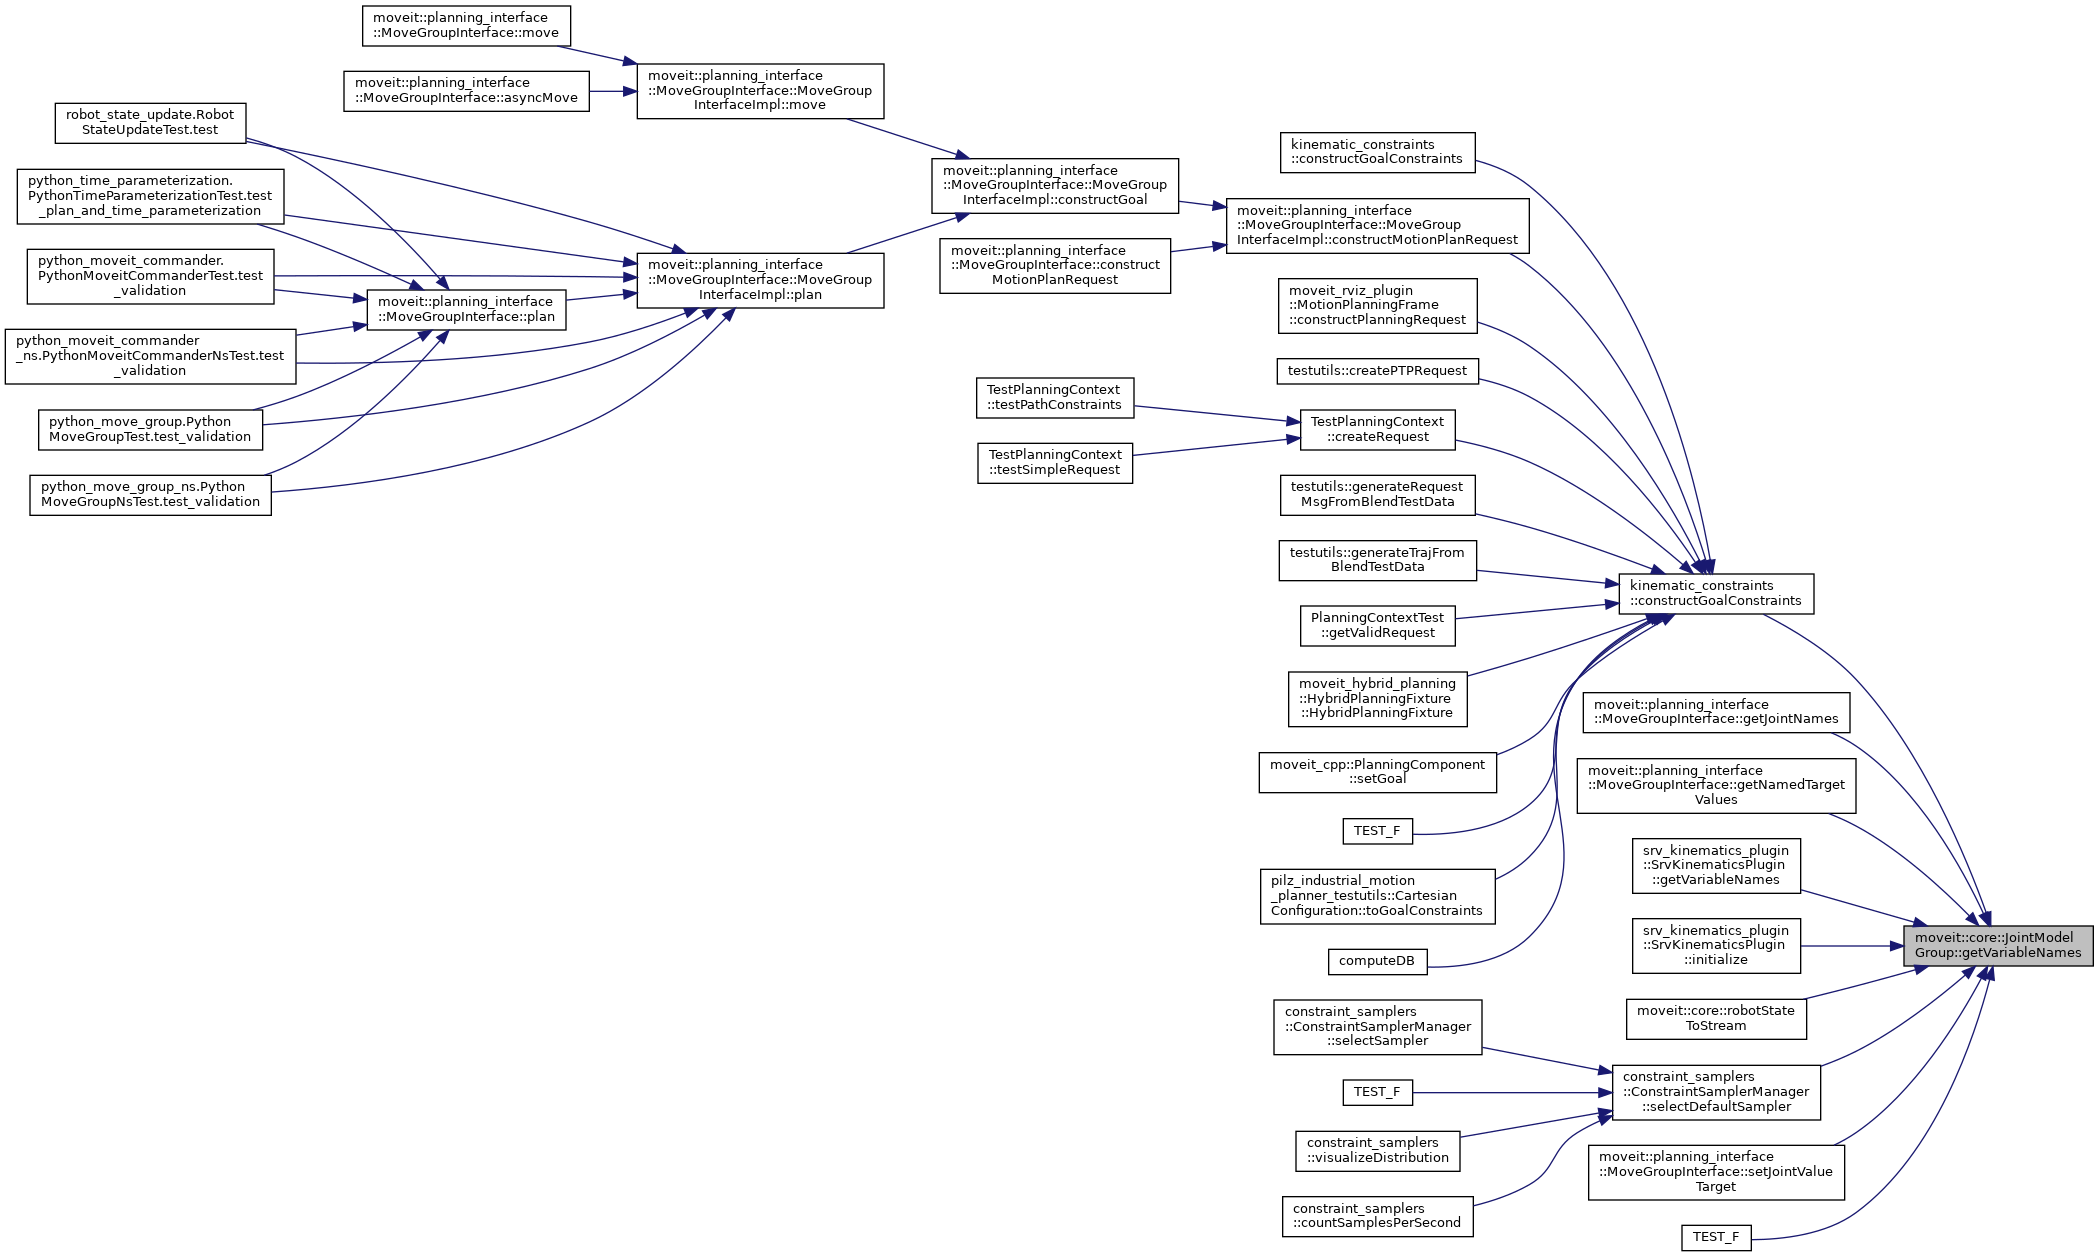 moveit::planning_interface
::MoveGroupInterface::move
moveit::planning_interface
::MoveGroupInterface::asyncMove
robot_state_update.Robot
StateUpdateTest.test
python_time_parameterization.
PythonTimeParameterizationTest.test
_plan_and_time_parameterization
python_moveit_commander.
PythonMoveitCommanderTest.test
_validation
python_moveit_commander
_ns.PythonMoveitCommanderNsTest.test
_validation
python_move_group.Python
MoveGroupTest.test_validation
python_move_group_ns.Python
MoveGroupNsTest.test_validation
moveit::planning_interface
::MoveGroupInterface::plan
moveit::planning_interface
::MoveGroupInterface::MoveGroup
InterfaceImpl::move
moveit::planning_interface
::MoveGroupInterface::MoveGroup
InterfaceImpl::plan
moveit::planning_interface
::MoveGroupInterface::MoveGroup
InterfaceImpl::constructGoal
moveit::planning_interface
::MoveGroupInterface::construct
MotionPlanRequest
TestPlanningContext
::testPathConstraints
TestPlanningContext
::testSimpleRequest
kinematic_constraints
::constructGoalConstraints
moveit::planning_interface
::MoveGroupInterface::MoveGroup
InterfaceImpl::constructMotionPlanRequest
moveit_rviz_plugin
::MotionPlanningFrame
::constructPlanningRequest
testutils::createPTPRequest
TestPlanningContext
::createRequest
testutils::generateRequest
MsgFromBlendTestData
testutils::generateTrajFrom
BlendTestData
PlanningContextTest
::getValidRequest
moveit_hybrid_planning
::HybridPlanningFixture
::HybridPlanningFixture
moveit_cpp::PlanningComponent
::setGoal
TEST_F
pilz_industrial_motion
_planner_testutils::Cartesian
Configuration::toGoalConstraints
computeDB
constraint_samplers
::ConstraintSamplerManager
::selectSampler
TEST_F
constraint_samplers
::visualizeDistribution
constraint_samplers
::countSamplesPerSecond
kinematic_constraints
::constructGoalConstraints
moveit::planning_interface
::MoveGroupInterface::getJointNames
moveit::planning_interface
::MoveGroupInterface::getNamedTarget
Values
srv_kinematics_plugin
::SrvKinematicsPlugin
::getVariableNames
srv_kinematics_plugin
::SrvKinematicsPlugin
::initialize
moveit::core::robotState
ToStream
constraint_samplers
::ConstraintSamplerManager
::selectDefaultSampler
moveit::planning_interface
::MoveGroupInterface::setJointValue
Target
TEST_F
moveit::core::JointModel
Group::getVariableNames